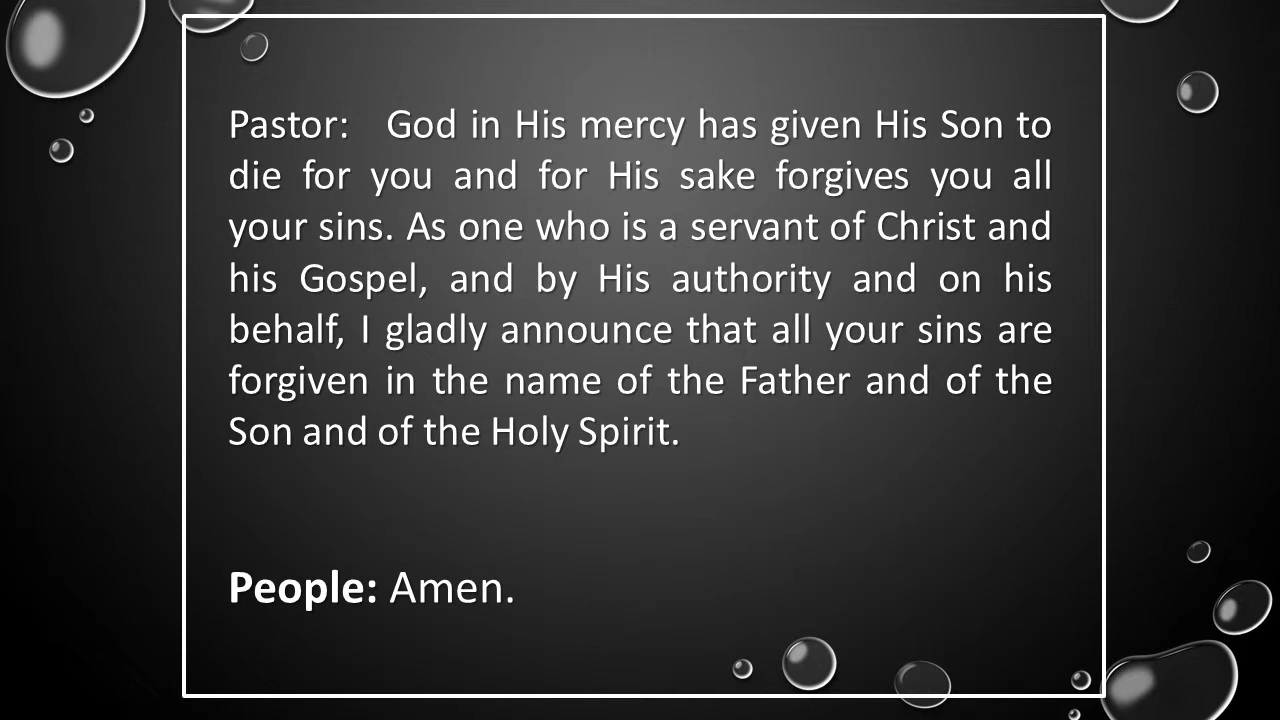 Pastor: God in His mercy has given His Son to
die for you and for His sake forgives you all
your sins. As one who is a servant of Christ and
his Gospel, and by His authority and on his
behalf, I gladly announce that all your sins are
forgiven in the name of the Father and of the
Son and of the Holy Spirit.
People: Amen.